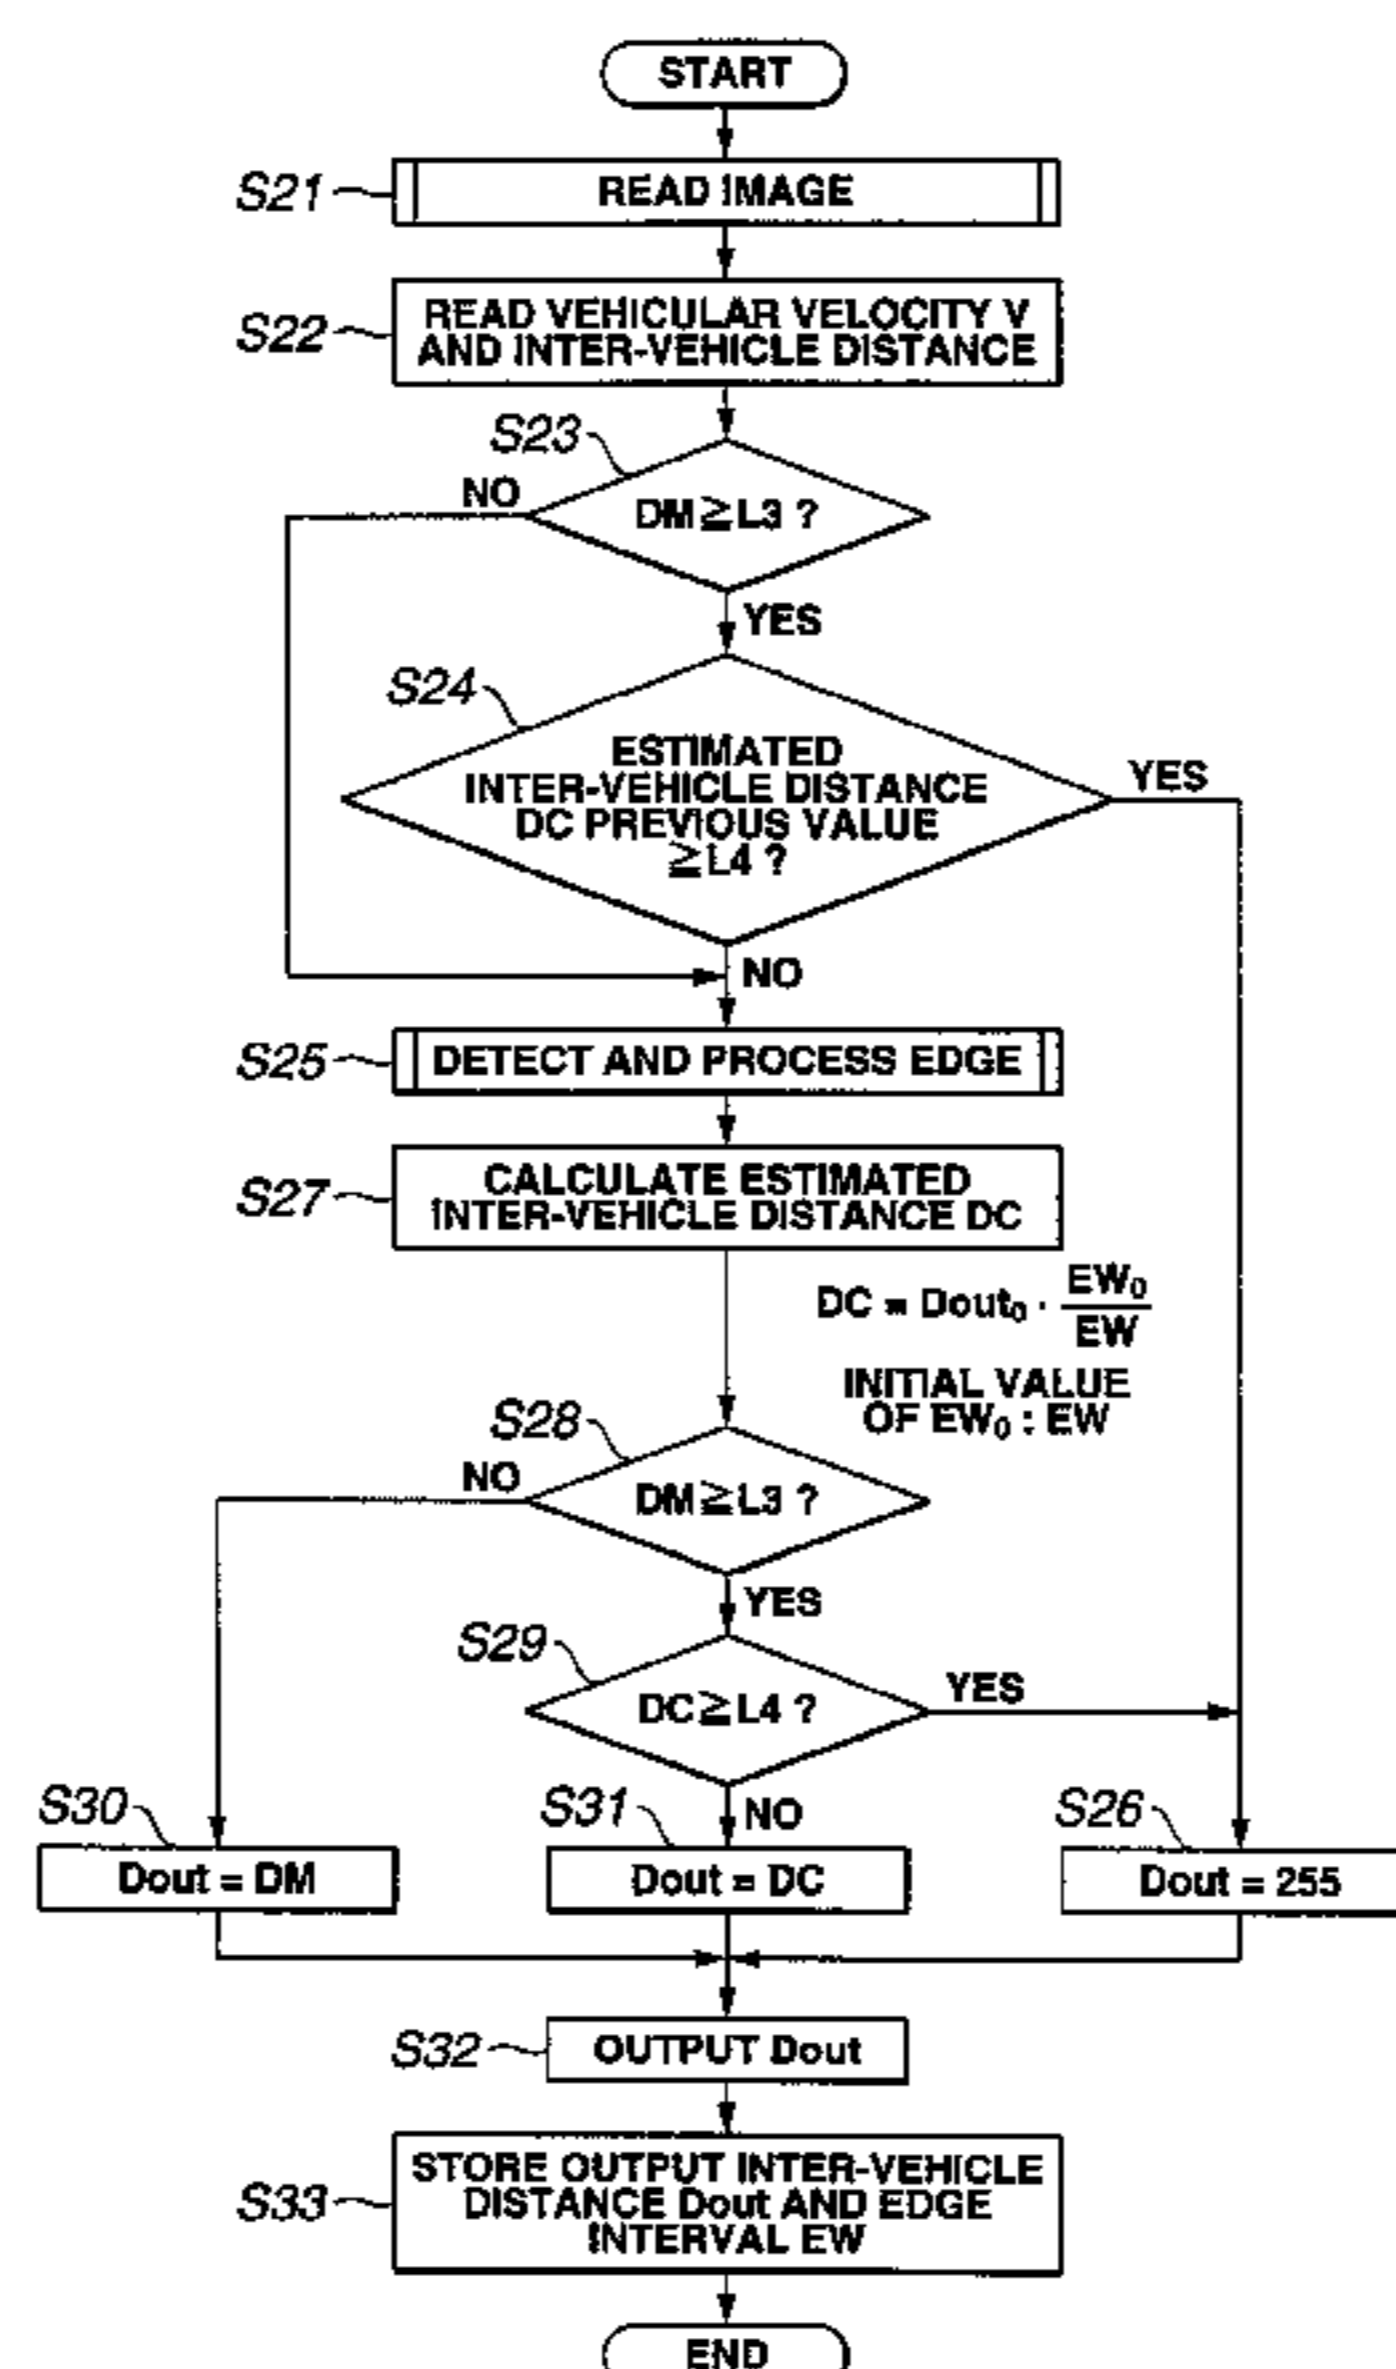 START
S21
READ IMAGE
S22
READ VEHICULAR VELOCITY V
AND INTER-VEHICLE DISTANCE
S23
NO
DM≧L3 ?
YES
S24
ESTIMATED
INTER-VEHICLE DISTANCE
DC PREVIOUS VALUE
≧L4 ?
YES
NO
S25
DETECT AND PROCESS EDGE
S27
CALCULATE ESTIMATED
INTER-VEHICLE DISTANCE DC
DC = Dout₀ · EW₀/EW
INITIAL VALUE
OF EW₀ : EW
S28
NO
DM≧L3 ?
YES
S29
DC≧L4 ?
YES
NO
S30
Dout = DM
S31
Dout = DC
S26
Dout = 255
S32
OUTPUT Dout
S33
STORE OUTPUT INTER-VEHICLE
DISTANCE Dout AND EDGE
INTERVAL EW
END